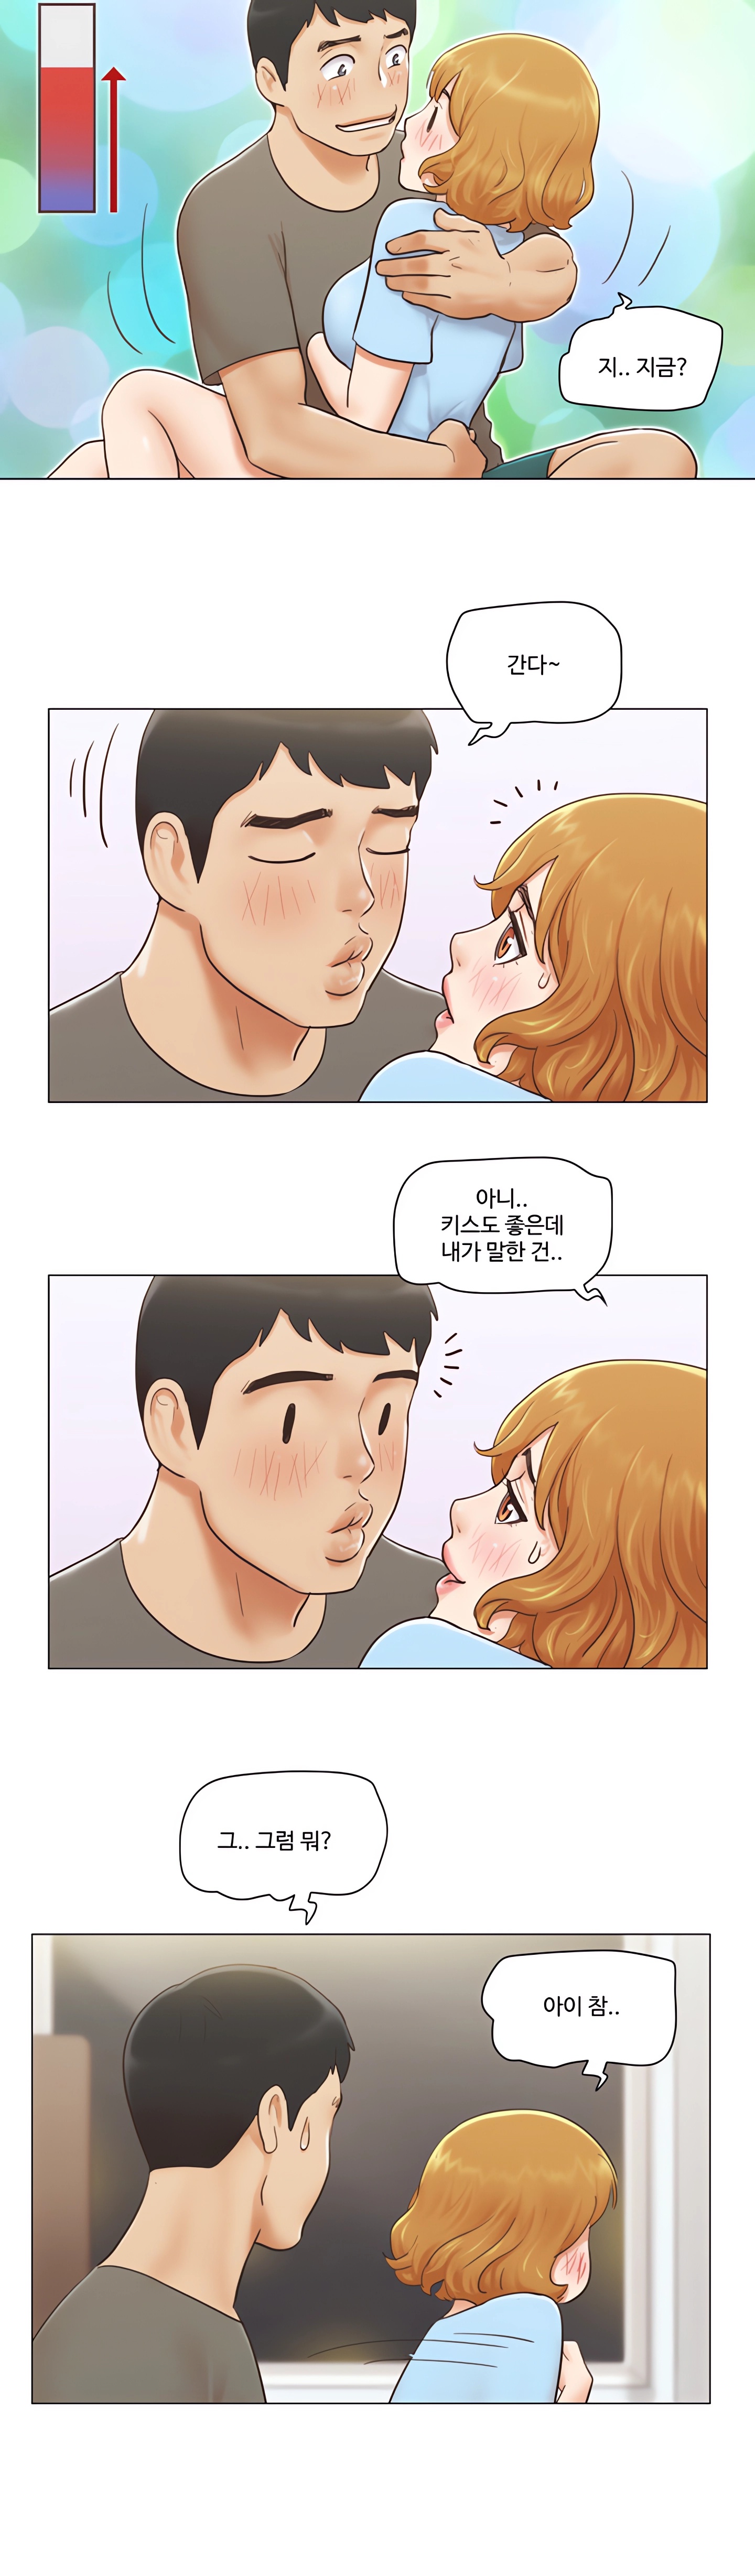 지.. 지금?
간다~
아니..
키스도 좋은데
내가 말한 건..
그.. 그럼 뭐?
아이 참..